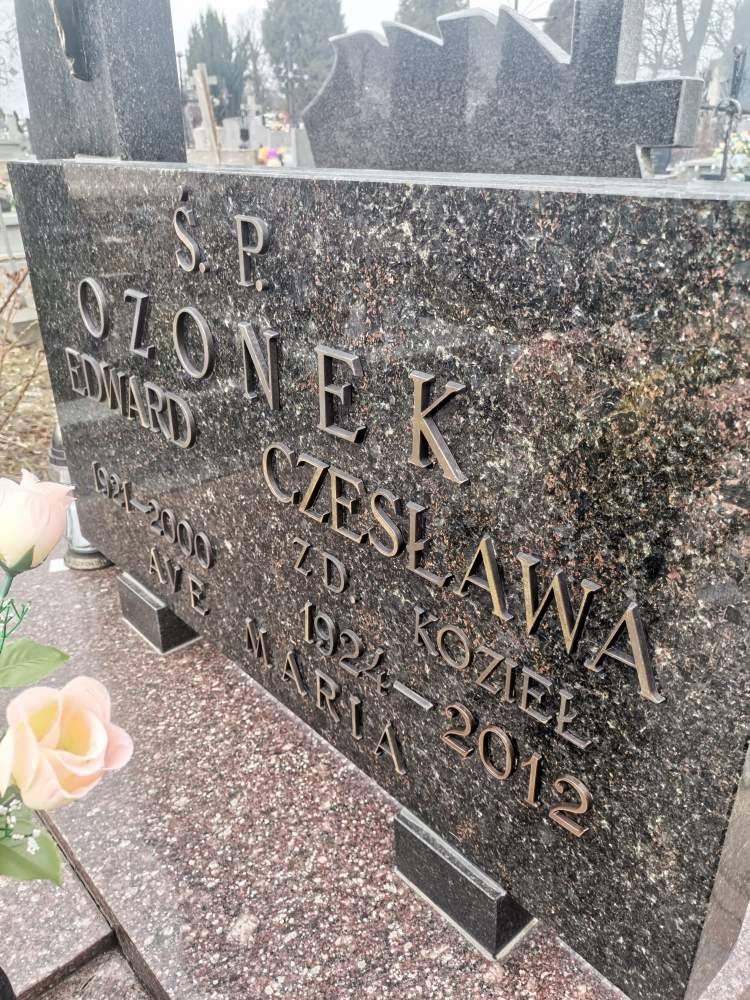 Ś. P.
OZONEK
EDWARD CZESŁAWA
ZD. KOZIEŁ
1921-2000 1924-2012
AVE MARIA